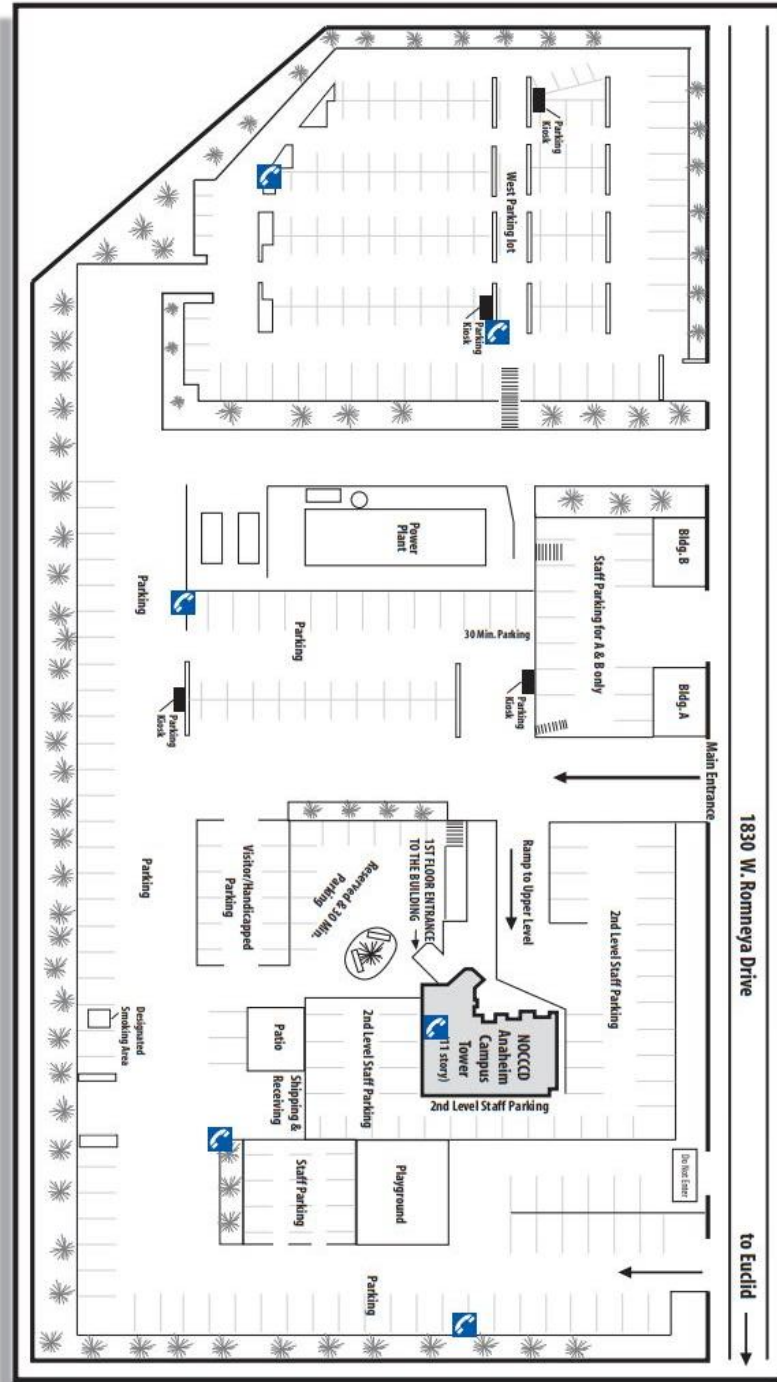 1830 W. Romneya Drive
to Euclid
Main Entrance
Parking
Kiosk
West Parking lot
Parking
Kiosk
Bldg. B
Bldg. A
Staff Parking for A & B only
Power
Plant
30 Min. Parking
Parking
Parking
Parking
Kiosk
Parking
Kiosk
Ramp to Upper Level
1ST FLOOR ENTRANCE
TO THE BUILDING
Reserved & 30 Min.
Parking
Visitor/Handicapped
Parking
Parking
2nd Level Staff Parking
NOCCCD
Anaheim
Campus
Tower
(11 story)
2nd Level Staff Parking
2nd Level Staff Parking
Patio
Shipping &
Receiving
Designated
Smoking Area
Do Not Enter
Playground
Staff Parking
Parking